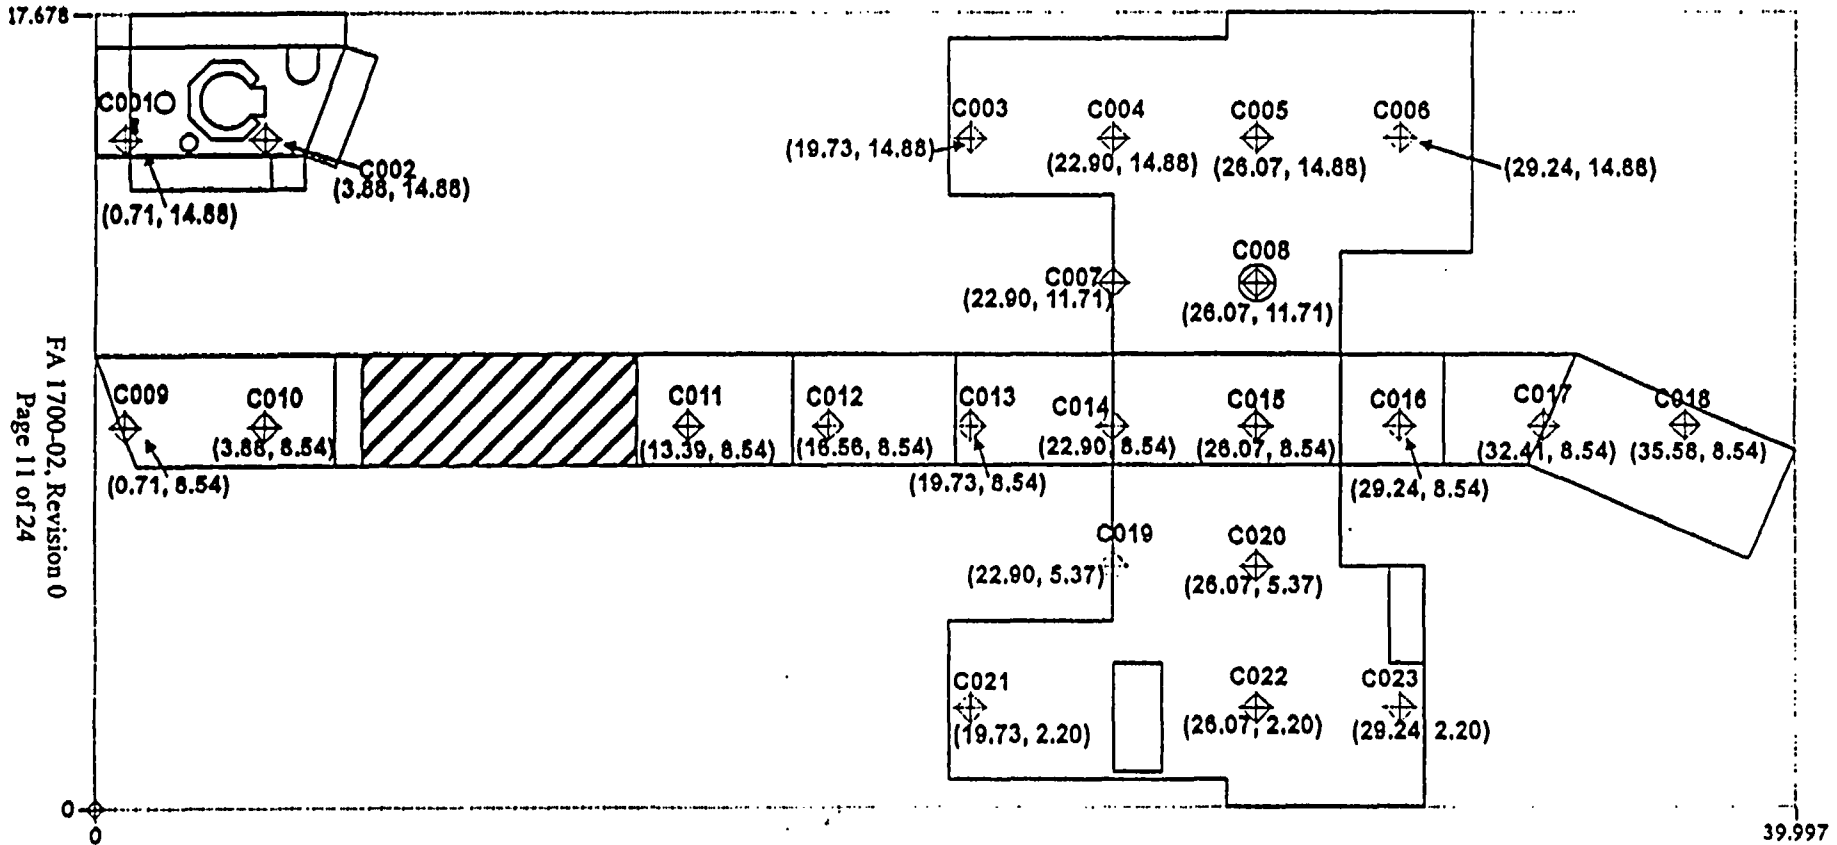 17.678
C001
C002
(3.88, 14.88)
(0.71, 14.88)
C003
(19.73, 14.88)
C004
(22.90, 14.88)
C005
(26.07, 14.88)
C006
(29.24, 14.88)
C007
(22.90, 11.71)
C008
(26.07, 11.71)
C009
(0.71, 8.54)
C010
(3.88, 8.54)
C011
(13.39, 8.54)
C012
(16.56, 8.54)
C013
(19.73, 8.54)
C014
(22.90, 8.54)
C015
(26.07, 8.54)
C016
(29.24, 8.54)
C017
(32.41, 8.54)
C018
(35.58, 8.54)
C019
(22.90, 5.37)
C020
(26.07, 5.37)
C021
(19.73, 2.20)
C022
(26.07, 2.20)
C023
(29.24, 2.20)
0
0
39.997
FA 1700-02, Revision 0
Page 11 of 24